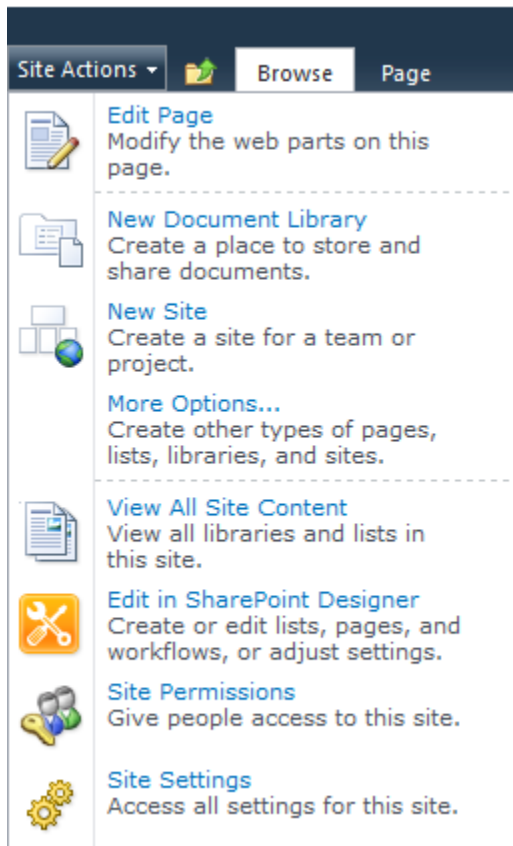 Site Actions Browse Page
Edit Page
Modify the web parts on this
page.
New Document Library
Create a place to store and
share documents.
New Site
Create a site for a team or
project.
More Options...
Create other types of pages,
lists, libraries, and sites.
View All Site Content
View all libraries and lists in
this site.
Edit in SharePoint Designer
Create or edit lists, pages, and
workflows, or adjust settings.
Site Permissions
Give people access to this site.
Site Settings
Access all settings for this site.